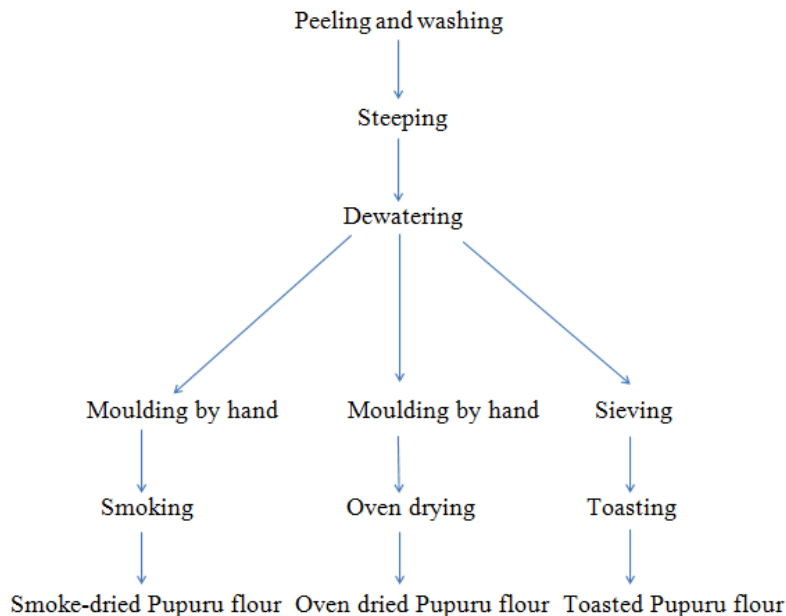 Peeling and washing
Steeping
Dewatering
Moulding by hand Moulding by hand Sieving
Smoking Oven drying Toasting
Smoke-dried Pupuru flour Oven dried Pupuru flour Toasted Pupuru flour